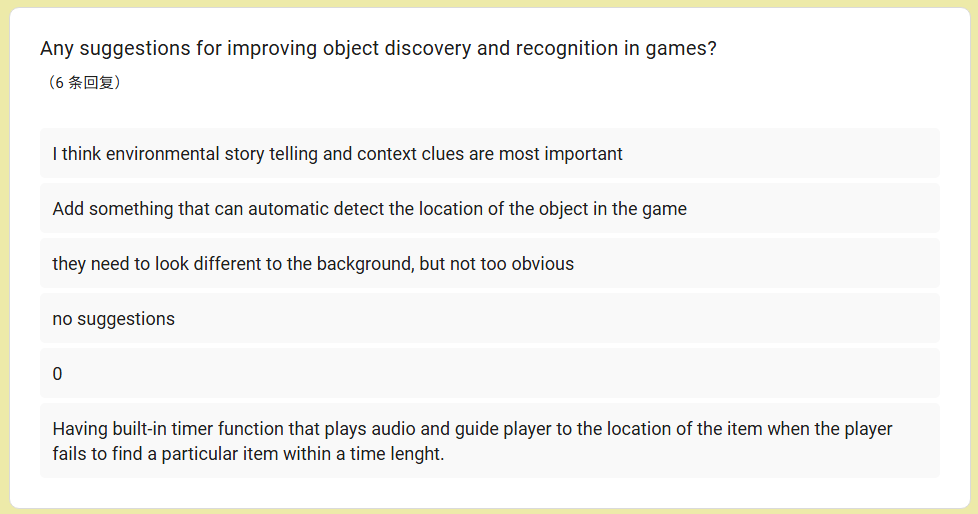 Any suggestions for improving object discovery and recognition in games?
（6 条回复）
I think environmental story telling and context clues are most important
Add something that can automatic detect the location of the object in the game
they need to look different to the background, but not too obvious
no suggestions
0
Having built-in timer function that plays audio and guide player to the location of the item when the player
fails to find a particular item within a time lenght.